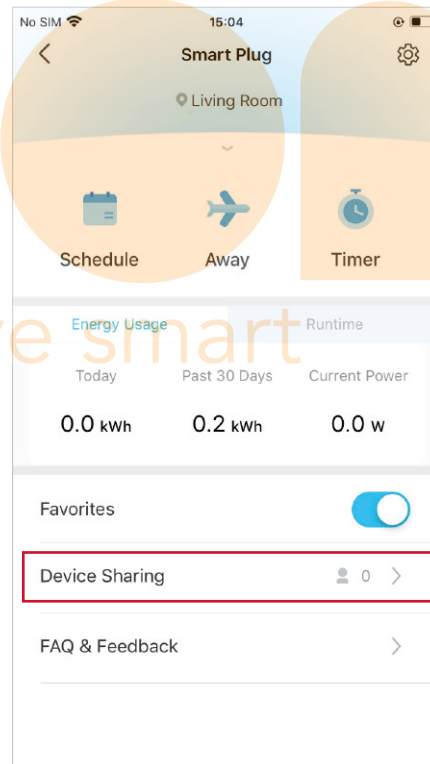 No SIM 15:04
Smart Plug
Living Room
Schedule Away Timer
Energy Usage Runtime
Today Past 30 Days Current Power
0.0 kWh 0.2 kWh 0.0 W
e smart
Favorites
Device Sharing 0
FAQ & Feedback